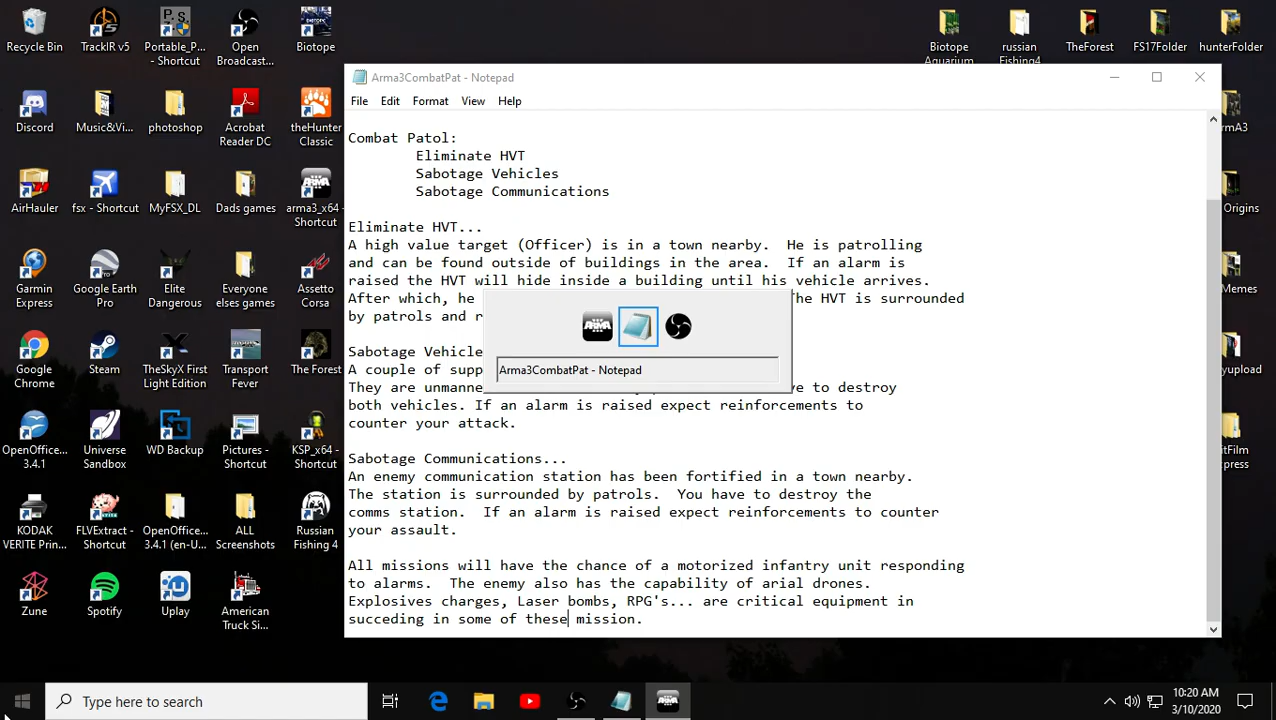 Recycle Bin
TrackIR v5
Portable_P...
- Shortcut
Open
Broadcast...
Biotope
Biotope
Aquarium
russian
Fishing4
TheForest
FS17Folder
hunterFolder
Arma3CombatPat - Notepad
File Edit Format View Help
Combat Patol:
Eliminate HVT
Sabotage Vehicles
Sabotage Communications
Eliminate HVT...
A high value target (Officer) is in a town nearby. He is patrolling
and can be found outside of buildings in the area. If an alarm is
raised the HVT will hide inside a building until his vehicle arrives.
After which, he
The HVT is surrounded
by patrols and r
Arma3CombatPat - Notepad
Sabotage Vehicle
A couple of supp
They are unmanne
ve to destroy
both vehicles. If an alarm is raised expect reinforcements to
counter your attack.
Sabotage Communications...
An enemy communication station has been fortified in a town nearby.
The station is surrounded by patrols. You have to destroy the
comms station. If an alarm is raised expect reinforcements to counter
your assault.
All missions will have the chance of a motorized infantry unit responding
to alarms. The enemy also has the capability of arial drones.
Explosives charges, Laser bombs, RPG's... are critical equipment in
succeding in some of these mission.
Discord
Music&Vi...
photoshop
Acrobat
Reader DC
theHunter
Classic
AirHauler
fsx - Shortcut
MyFSX_DL
Dads games
arma3_x64 -
Shortcut
Garmin
Express
Google Earth
Pro
Elite
Dangerous
Everyone
elses games
Assetto
Corsa
Google
Chrome
Steam
TheSkyX First
Light Edition
Transport
Fever
The Forest
OpenOffice...
3.4.1
Universe
Sandbox
WD Backup
Pictures -
Shortcut
KSP_x64 -
Shortcut
KODAK
VERITE Prin...
FLVExtract -
Shortcut
OpenOffice...
3.4.1 (en-U...
ALL
Screenshots
Russian
Fishing 4
Zune
Spotify
Uplay
American
Truck Si...
rmA3
Origins
Memes
yupload
itFilm
xpress
Type here to search
10:20 AM
3/10/2020